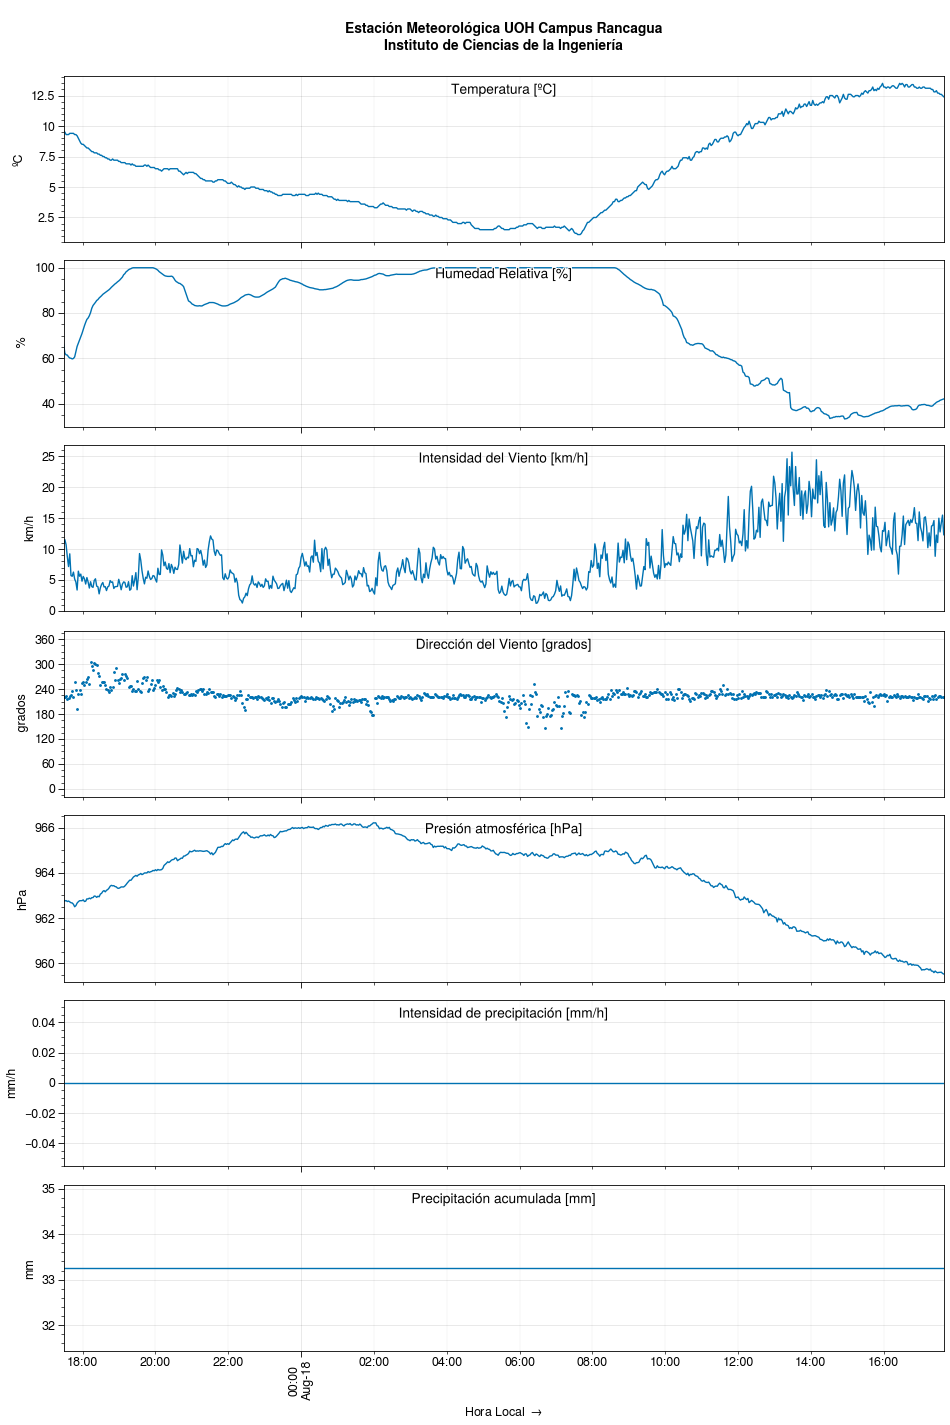 Estación Meteorológica UOH Campus Rancagua
Instituto de Ciencias de la Ingeniería
Temperatura [ºC]
12.5
10
7.5
5
2.5
ºC
Humedad Relativa [%]
100
80
60
40
%
Intensidad del Viento [km/h]
25
20
15
10
5
0
km/h
Dirección del Viento [grados]
360
300
240
180
120
60
0
grados
Presión atmosférica [hPa]
966
964
962
960
hPa
Intensidad de precipitación [mm/h]
0.04
0.02
0
−0.02
−0.04
mm/h
Precipitación acumulada [mm]
35
34
33
32
mm
18:00 20:00 22:00 00:00 02:00 04:00 06:00 08:00 10:00 12:00 14:00 16:00
Aug-18
Hora Local →